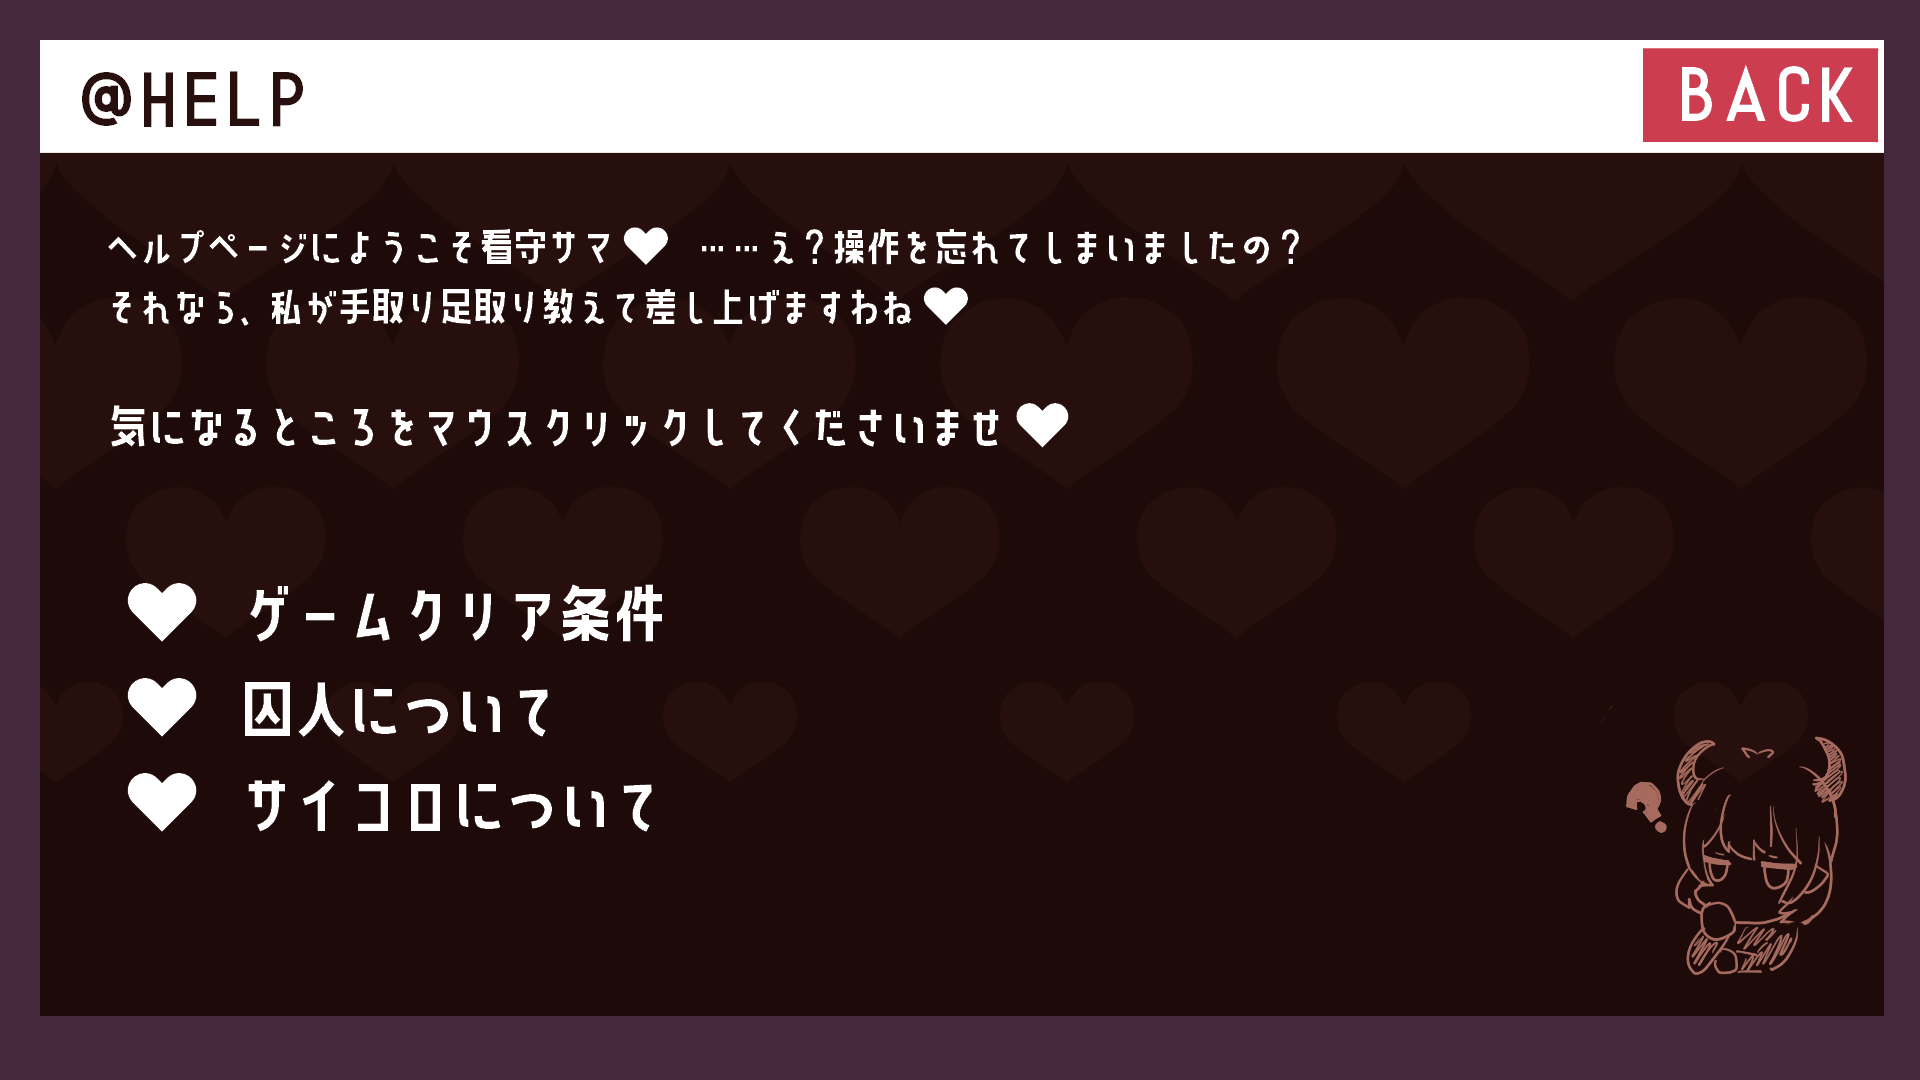 @HELP
BACK
ヘルプページにようこそ看守サマ♥ ……え？操作を忘れてしまいましたの？
それなら、私が手取り足取り教えて差し上げますわね♥
気になるところをマウスクリックしてくださいませ♥
♥ ゲームクリア条件
♥ 囚人について
♥ サイコロについて
?